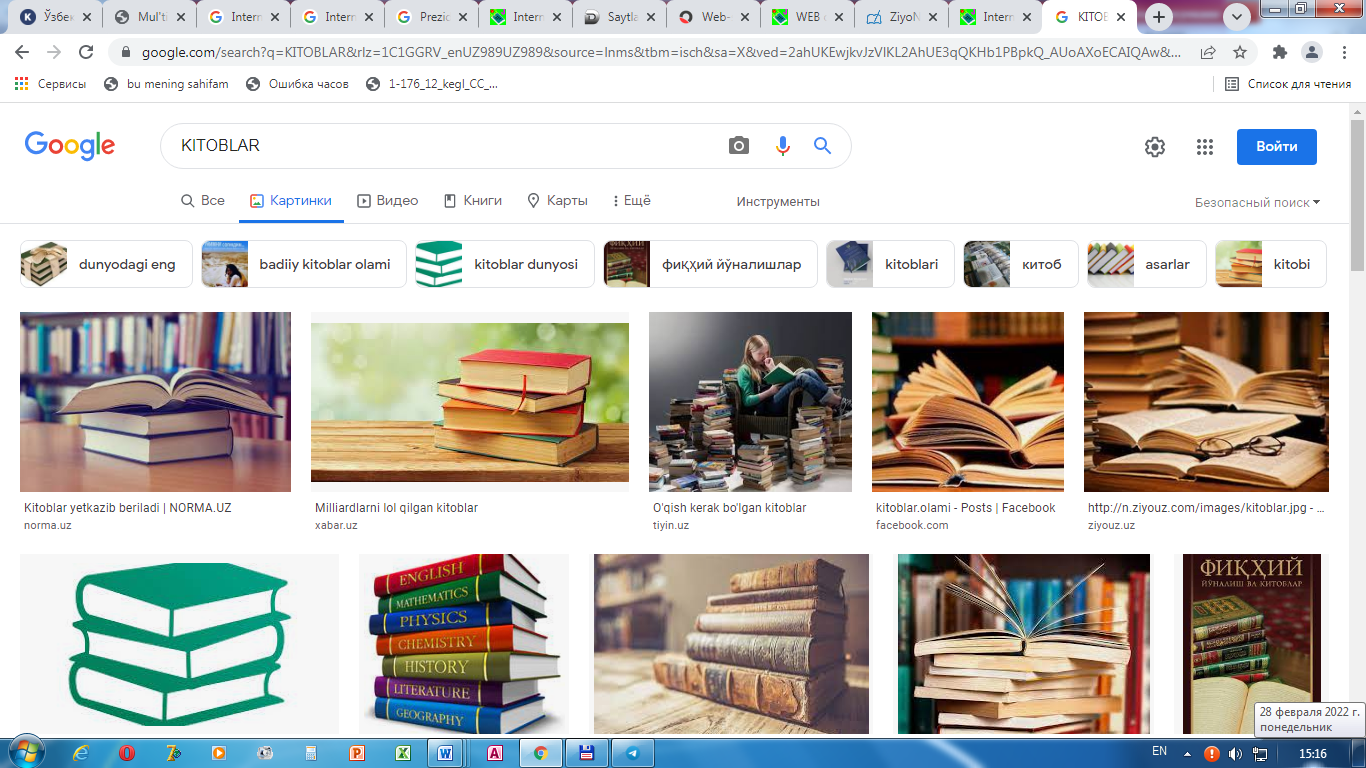 Ўзбек
Mul'ti
Intern
Intern
Prezid
Intern
Saytla
Web-
WEB
ZiyoN
Intern
KITOB
google.com/search?q=KITOBLAR&rlz=1C1GGRV_enUZ989UZ989&source=lnms&tbm=isch&sa=X&ved=2ahUKEwjkvJzVlKL2AhUE3qQKHb1PBpkQ_AUoAXoECAIQAw&...
Сервисы
bu mening sahifam
Ошибка часов
1-176_12_kegl_CC_...
Список для чтения
Google
KITOBLAR
Войти
Все
Картинки
Видео
Книги
Карты
Ещё
Инструменты
Безопасный поиск
dunyodagi eng
badiiy kitoblar olami
kitoblar dunyosi
фиқҳий йўналишлар
kitoblari
китоб
asarlar
kitobi
Kitoblar yetkazib beriladi | NORMA.UZ
norma.uz
Milliardlarni lol qilgan kitoblar
xabar.uz
O'qish kerak bo'lgan kitoblar
tiyin.uz
kitoblar.olami - Posts | Facebook
facebook.com
http://n.ziyouz.com/images/kitoblar.jpg - ...
ziyouz.uz
ENGLISH
MATHEMATICS
PHYSICS
CHEMISTRY
HISTORY
LITERATURE
GEOGRAPHY
ФИҚҲИЙ
ЙЎНАЛИШ ВА КИТОБЛАР
28 февраля 2022 г.
понедельник
EN
15:16